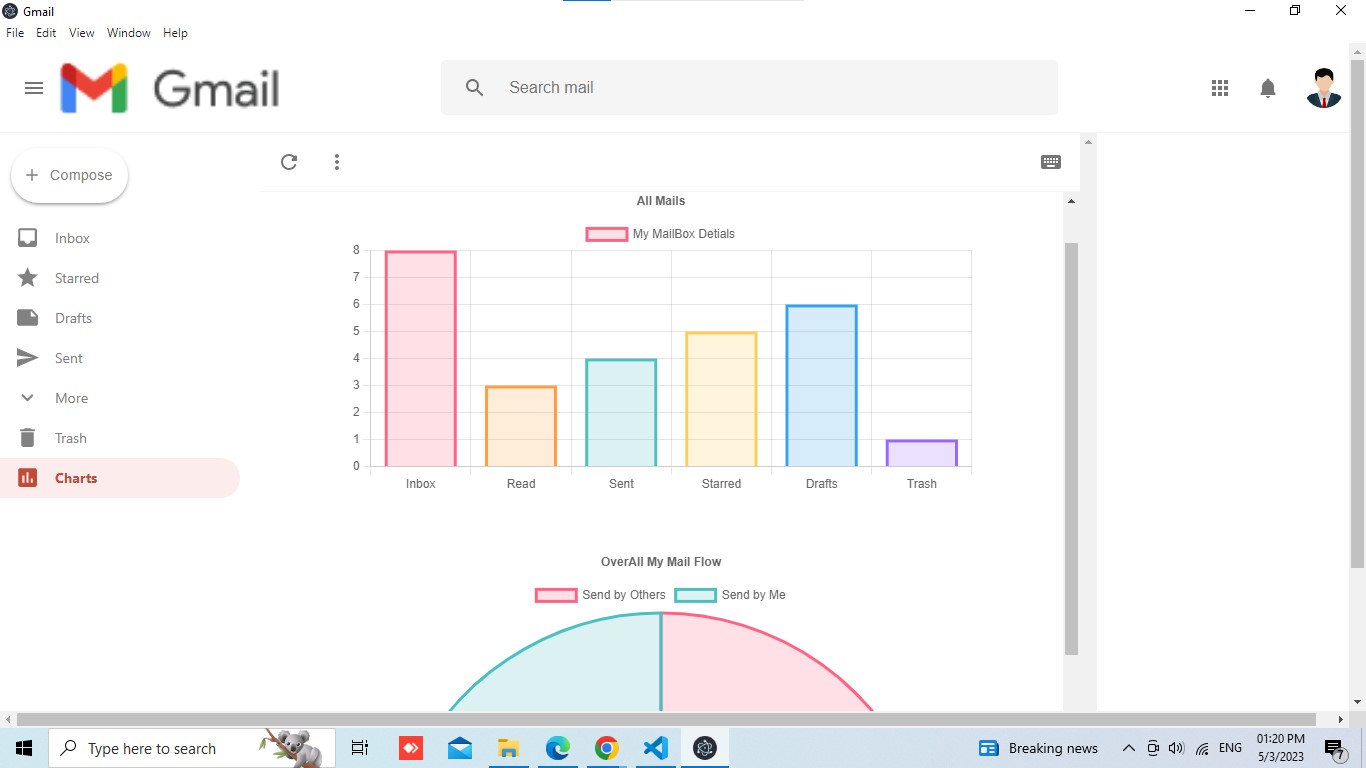 Gmail
File Edit View Window Help
Gmail
Search mail
Compose
Inbox
Starred
Drafts
Sent
More
Trash
Charts
All Mails
My MailBox Detials
8
7
6
5
4
3
2
1
0
Inbox Read Sent Starred Drafts Trash
OverAll My Mail Flow
Send by Others Send by Me
Type here to search
Breaking news
ENG
01:20 PM
5/3/2023
7